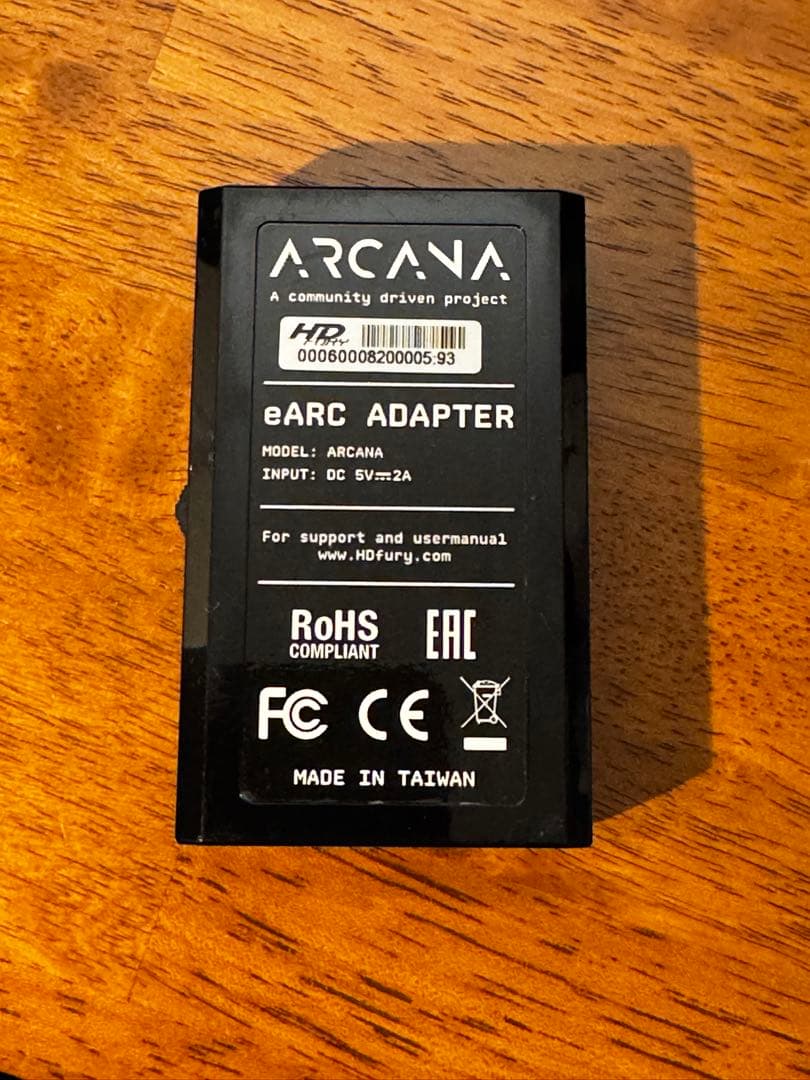 ARCANA
A community driven project
HD FURY
00060008200005:93
eARC ADAPTER
MODEL: ARCANA
INPUT: DC 5V⎓2A
For support and usermanual
www.HDfury.com
RoHS
COMPLIANT
EAC
FC CE
MADE IN TAIWAN